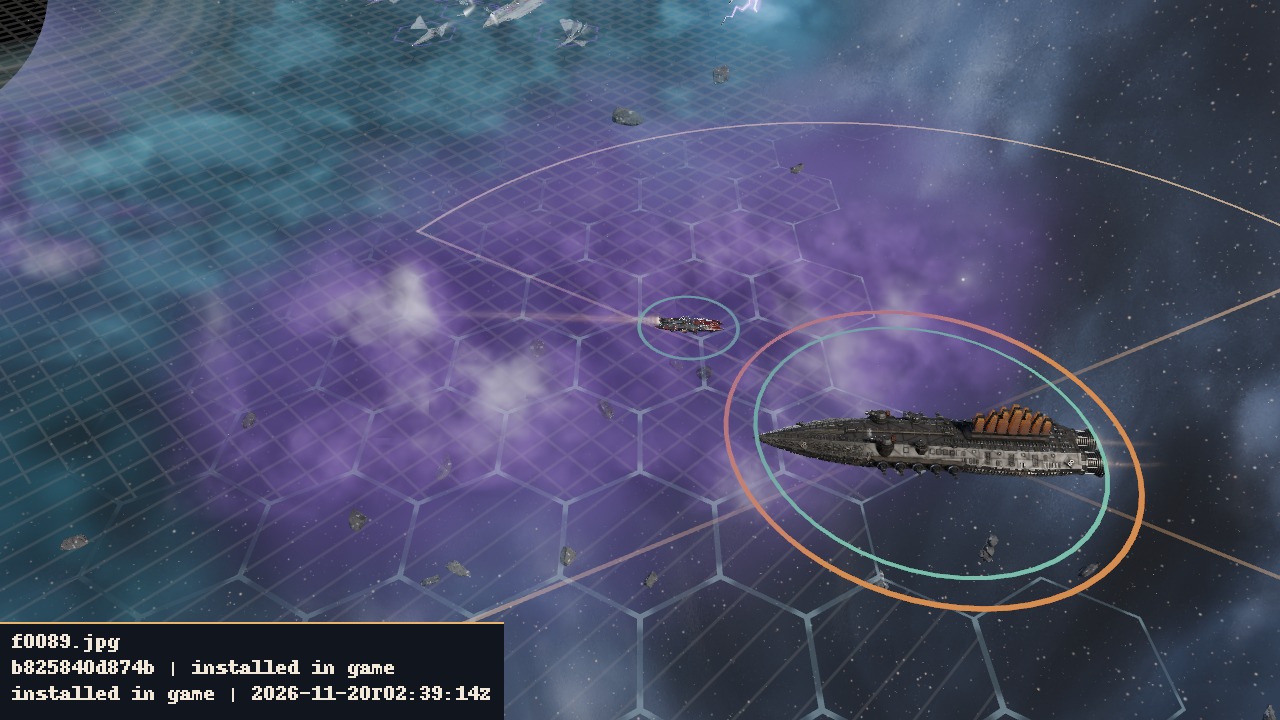 f0089.jpg
b825840d874b | installed in game
installed in game | 2026-11-20T02:39:14Z